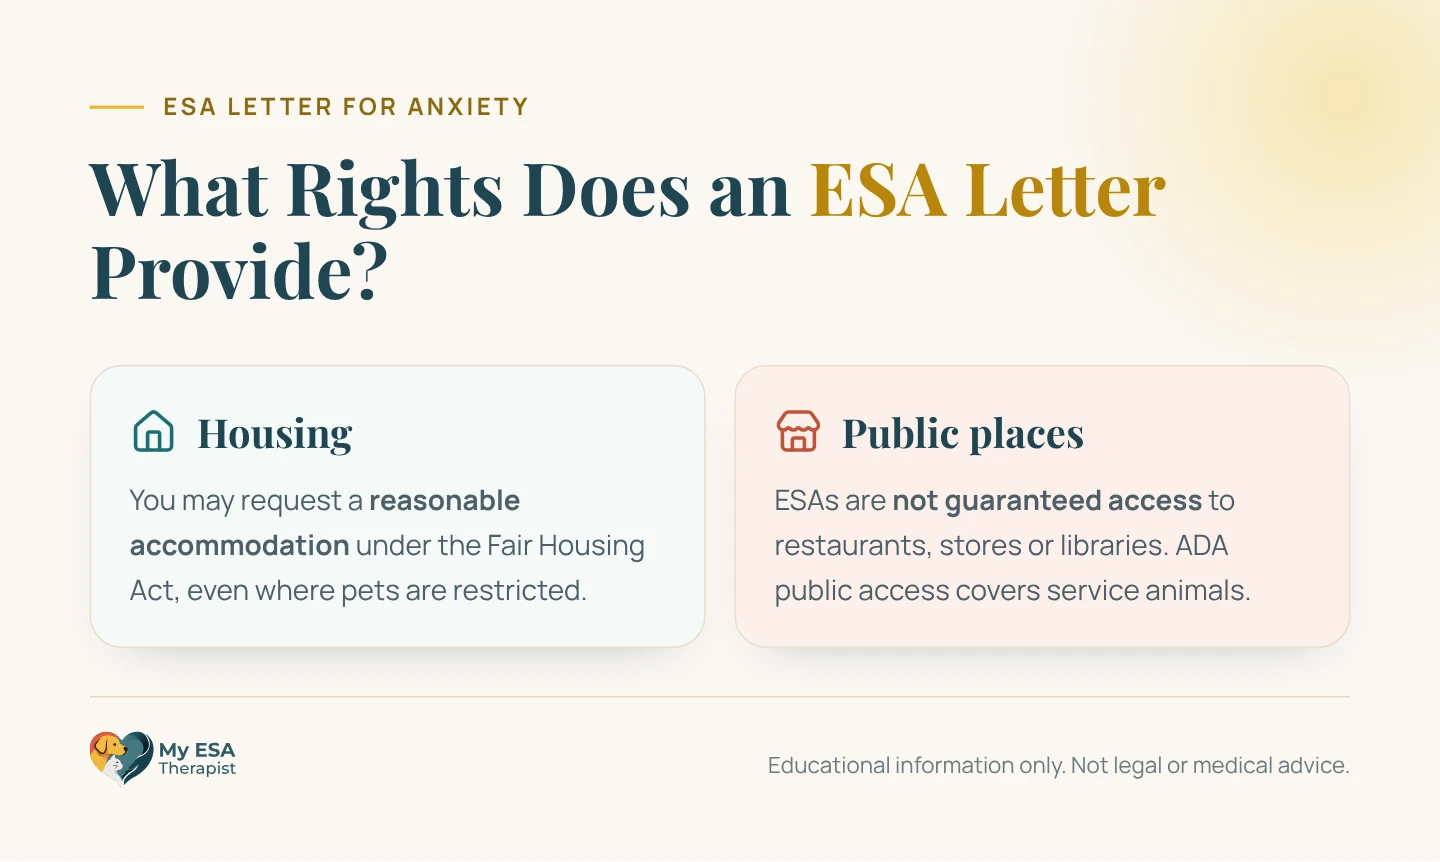 ESA LETTER FOR ANXIETY
What Rights Does an ESA Letter
Provide?
Housing
You may request a reasonable
accommodation under the Fair Housing
Act, even where pets are restricted.
Public places
ESAs are not guaranteed access to
restaurants, stores or libraries. ADA
public access covers service animals.
My ESA
Therapist
Educational information only. Not legal or medical advice.